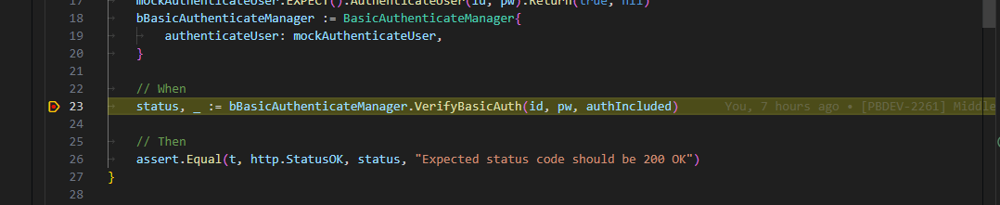 17 mockAuthenticateUser.EXPECT().AuthenticateUser(id, pw).Return(true, nil)
18 bBasicAuthenticateManager := BasicAuthenticateManager{
19 authenticateUser: mockAuthenticateUser,
20 }
21
22 // When
23 status, _ := bBasicAuthenticateManager.VerifyBasicAuth(id, pw, authIncluded) You, 7 hours ago • [PBDEV-2261] Middle
24
25 // Then
26 assert.Equal(t, http.StatusOK, status, "Expected status code should be 200 OK")
27 }
28